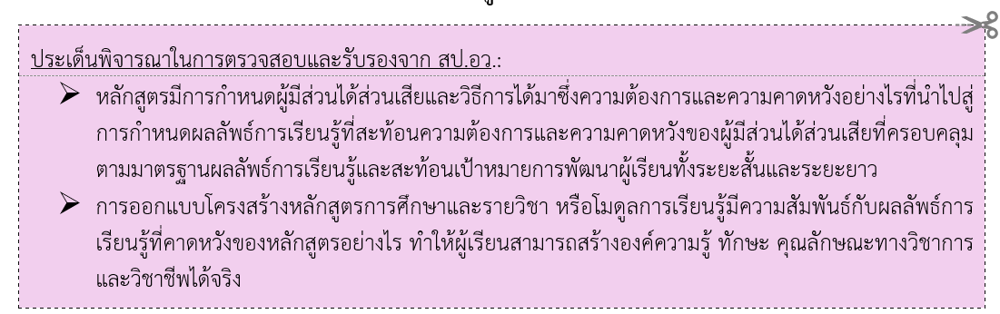 ประเด็นพิจารณาในการตรวจสอบและรับรองจาก สป.อว.:
➢ หลักสูตรมีการกำหนดผู้มีส่วนได้ส่วนเสียและวิธีการได้มาซึ่งความต้องการและความคาดหวังอย่างไรที่นำไปสู่
การกำหนดผลลัพธ์การเรียนรู้ที่สะท้อนความต้องการและความคาดหวังของผู้มีส่วนได้ส่วนเสียที่ครอบคลุม
ตามมาตรฐานผลลัพธ์การเรียนรู้และสะท้อนเป้าหมายการพัฒนาผู้เรียนทั้งระยะสั้นและระยะยาว
➢ การออกแบบโครงสร้างหลักสูตรการศึกษาและรายวิชา หรือโมดูลการเรียนรู้มีความสัมพันธ์กับผลลัพธ์การ
เรียนรู้ที่คาดหวังของหลักสูตรอย่างไร ทำให้ผู้เรียนสามารถสร้างองค์ความรู้ ทักษะ คุณลักษณะทางวิชาการ
และวิชาชีพได้จริง